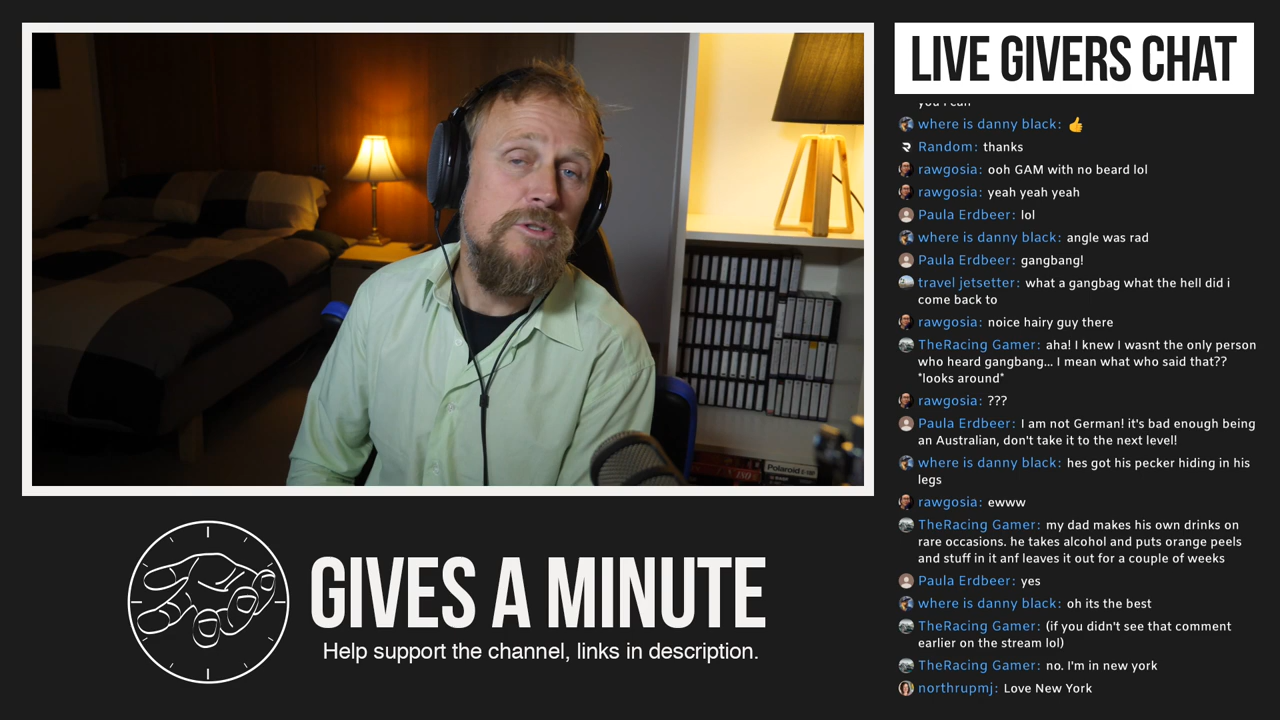 LIVE GIVERS CHAT
you i can
where is danny black: 👍
Random: thanks
rawgosia: ooh GAM with no beard lol
rawgosia: yeah yeah yeah
Paula Erdbeer: lol
where is danny black: angle was rad
Paula Erdbeer: gangbang!
travel jetsetter: what a gangbag what the hell did i
come back to
rawgosia: noice hairy guy there
TheRacing Gamer: aha! I knew I wasnt the only person
who heard gangbang... I mean what who said that??
*looks around*
rawgosia: ???
Paula Erdbeer: I am not German! it's bad enough being
an Australian, don't take it to the next level!
where is danny black: hes got his pecker hiding in his
legs
rawgosia: ewww
TheRacing Gamer: my dad makes his own drinks on
rare occasions. he takes alcohol and puts orange peels
and stuff in it anf leaves it out for a couple of weeks
Paula Erdbeer: yes
where is danny black: oh its the best
TheRacing Gamer: (if you didn't see that comment
earlier on the stream lol)
TheRacing Gamer: no. I'm in new york
northrupmj: Love New York
Polaroid
GIVES A MINUTE
Help support the channel, links in description.